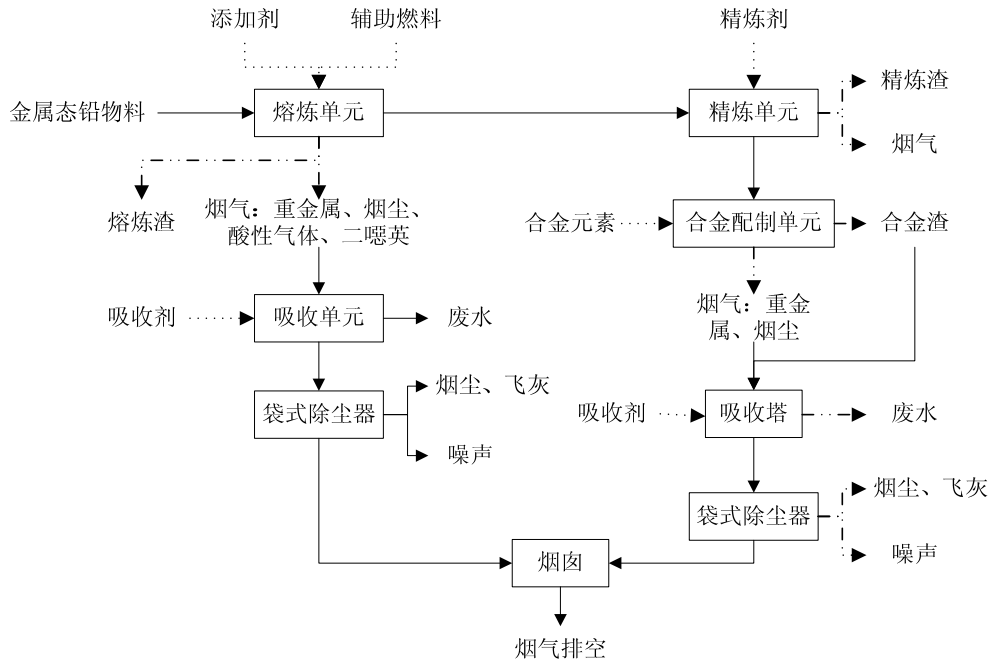 添加剂
辅助燃料
精炼剂
金属态铅物料
熔炼单元
精炼单元
精炼渣
烟气
熔炼渣
烟气：重金属、烟尘、
酸性气体、二噁英
合金元素
合金配制单元
合金渣
烟气：重金
属、烟尘
吸收剂
吸收单元
废水
袋式除尘器
烟尘、飞灰
噪声
吸收剂
吸收塔
废水
袋式除尘器
烟尘、飞灰
噪声
烟囱
烟气排空